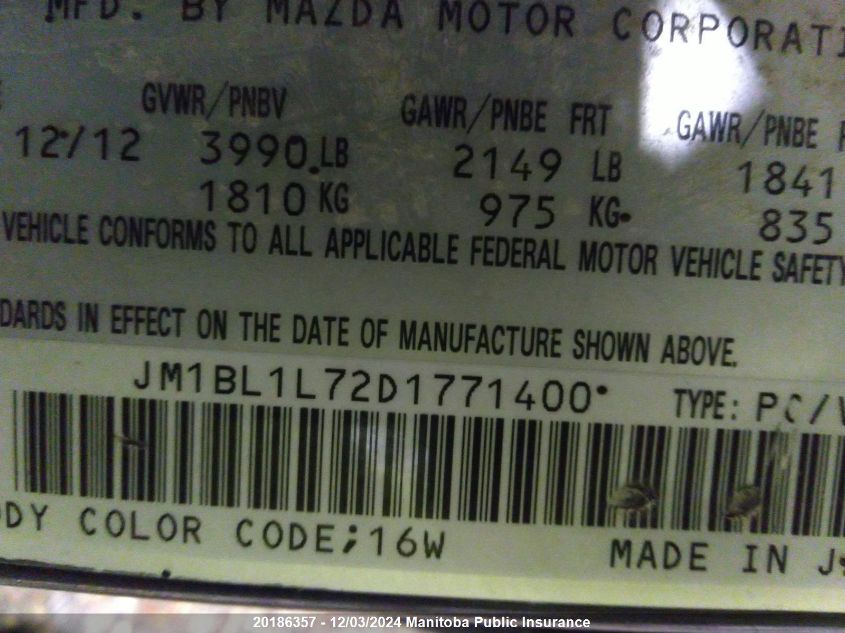 MFD. BY MAZDA MOTOR CORPORATI
GVWR/PNBV GAWR/PNBE FRT GAWR/PNBE
12/12 3990 LB 2149 LB 1841
1810 KG 975 KG 835
VEHICLE CONFORMS TO ALL APPLICABLE FEDERAL MOTOR VEHICLE SAFETY
DARDS IN EFFECT ON THE DATE OF MANUFACTURE SHOWN ABOVE.
JM1BL1L72D1771400 TYPE: PC/
ODY COLOR CODE;16W MADE IN J
20186357 - 12/03/2024 Manitoba Public Insurance